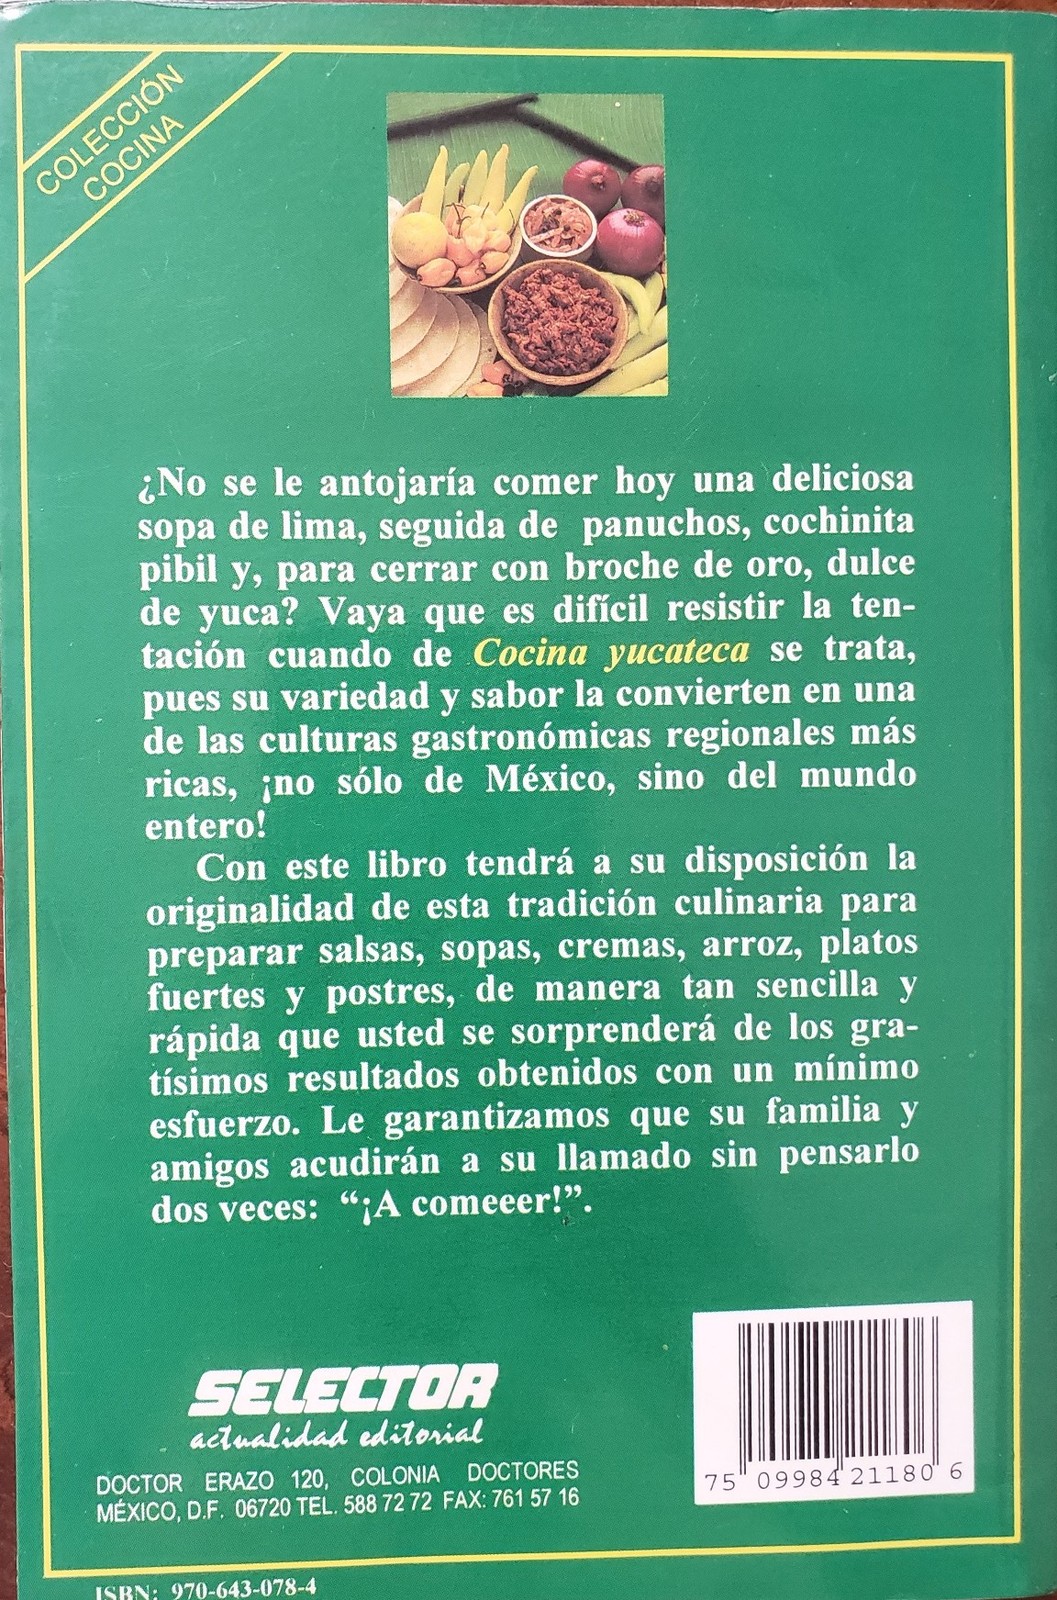 COLECCIÓN
COCINA
¿No se le antojaría comer hoy una deliciosa
sopa de lima, seguida de panuchos, cochinita
pibil y, para cerrar con broche de oro, dulce
de yuca? Vaya que es difícil resistir la ten-
tación cuando de Cocina yucateca se trata,
pues su variedad y sabor la convierten en una
de las culturas gastronómicas regionales más
ricas, ¡no sólo de México, sino del mundo
entero!
Con este libro tendrá a su disposición la
originalidad de esta tradición culinaria para
preparar salsas, sopas, cremas, arroz, platos
fuertes y postres, de manera tan sencilla y
rápida que usted se sorprenderá de los gra-
tísimos resultados obtenidos con un mínimo
esfuerzo. Le garantizamos que su familia y
amigos acudirán a su llamado sin pensarlo
dos veces: “¡A comeeer!”.
SELECTOR
actualidad editorial
DOCTOR ERAZO 120, COLONIA DOCTORES
MÉXICO, D.F. 06720 TEL. 588 72 72 FAX: 761 57 16
75 09984 21180 6
ISBN: 970-643-078-4